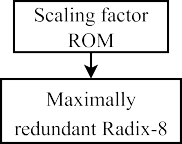 Scaling factor
ROM
Maximally
redundant Radix-8